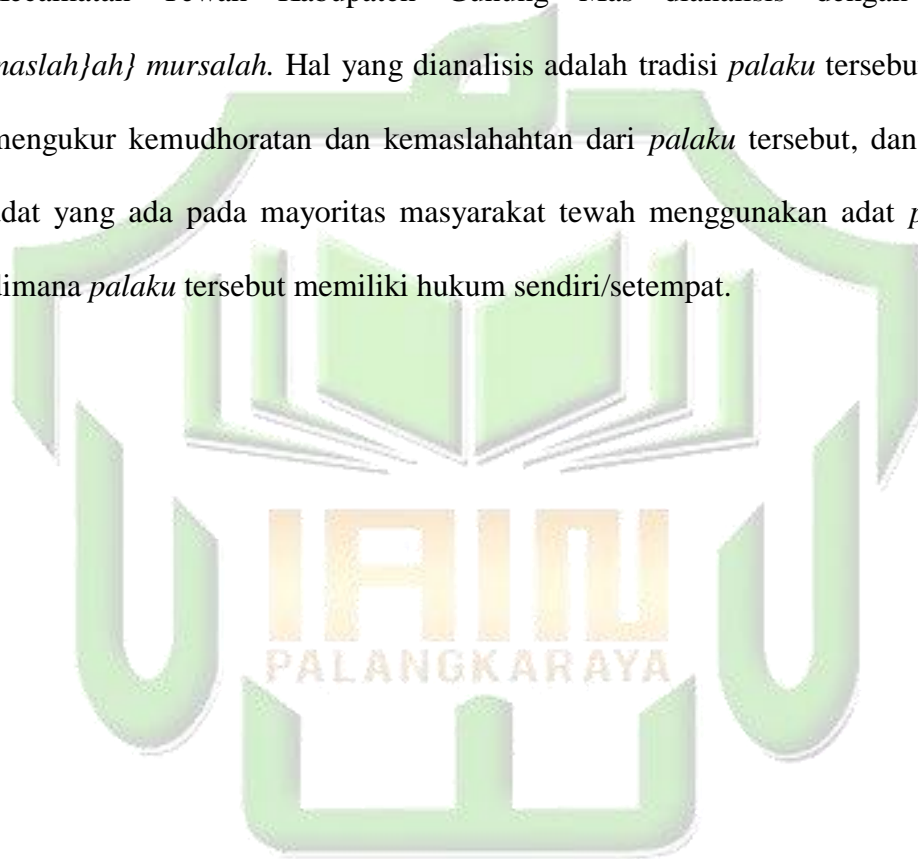 Kecamatan Tewah Kabupaten Gunung Mas dianalisis dengan
maslah}ah} mursalah. Hal yang dianalisis adalah tradisi palaku tersebu
mengukur kemudhoratan dan kemaslahahtan dari palaku tersebut, dan
adat yang ada pada mayoritas masyarakat tewah menggunakan adat p
dimana palaku tersebut memiliki hukum sendiri/setempat.
IAIN
PALANGKARAYA